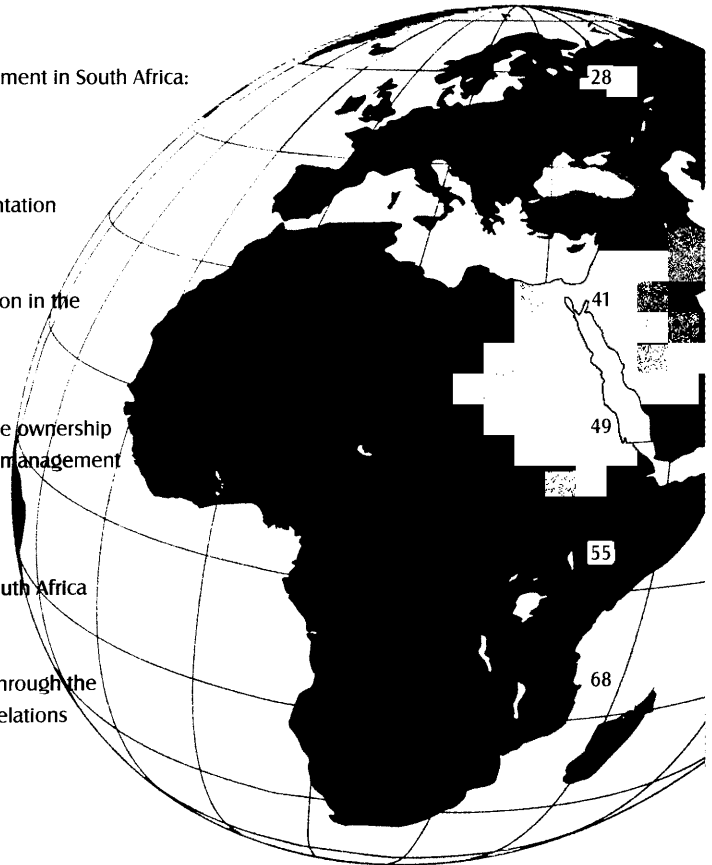 ment in South Africa:
28
ntation
on in the
41
e ownership
49
management
55
uth Africa
68
hrough the
elations